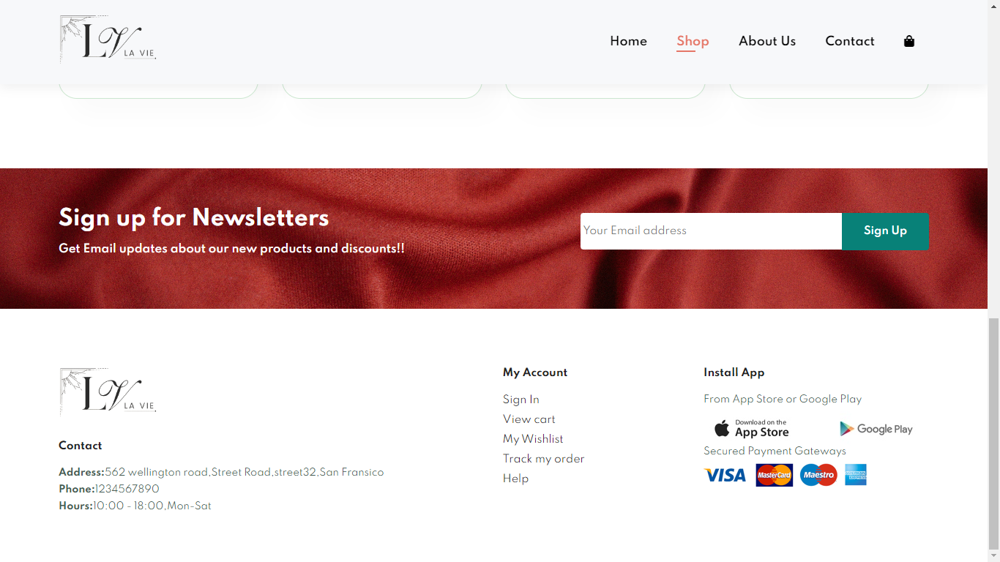 LV LA VIE
Home Shop About Us Contact
Sign up for Newsletters
Get Email updates about our new products and discounts!!
Your Email address Sign Up
LV LA VIE
Contact
Address:562 wellington road,Street Road,street32,San Fransico
Phone:1234567890
Hours:10:00 - 18:00,Mon-Sat
My Account
Sign In
View cart
My Wishlist
Track my order
Help
Install App
From App Store or Google Play
Download on the
App Store
Google Play
Secured Payment Gateways
VISA MasterCard Maestro AMERICAN EXPRESS